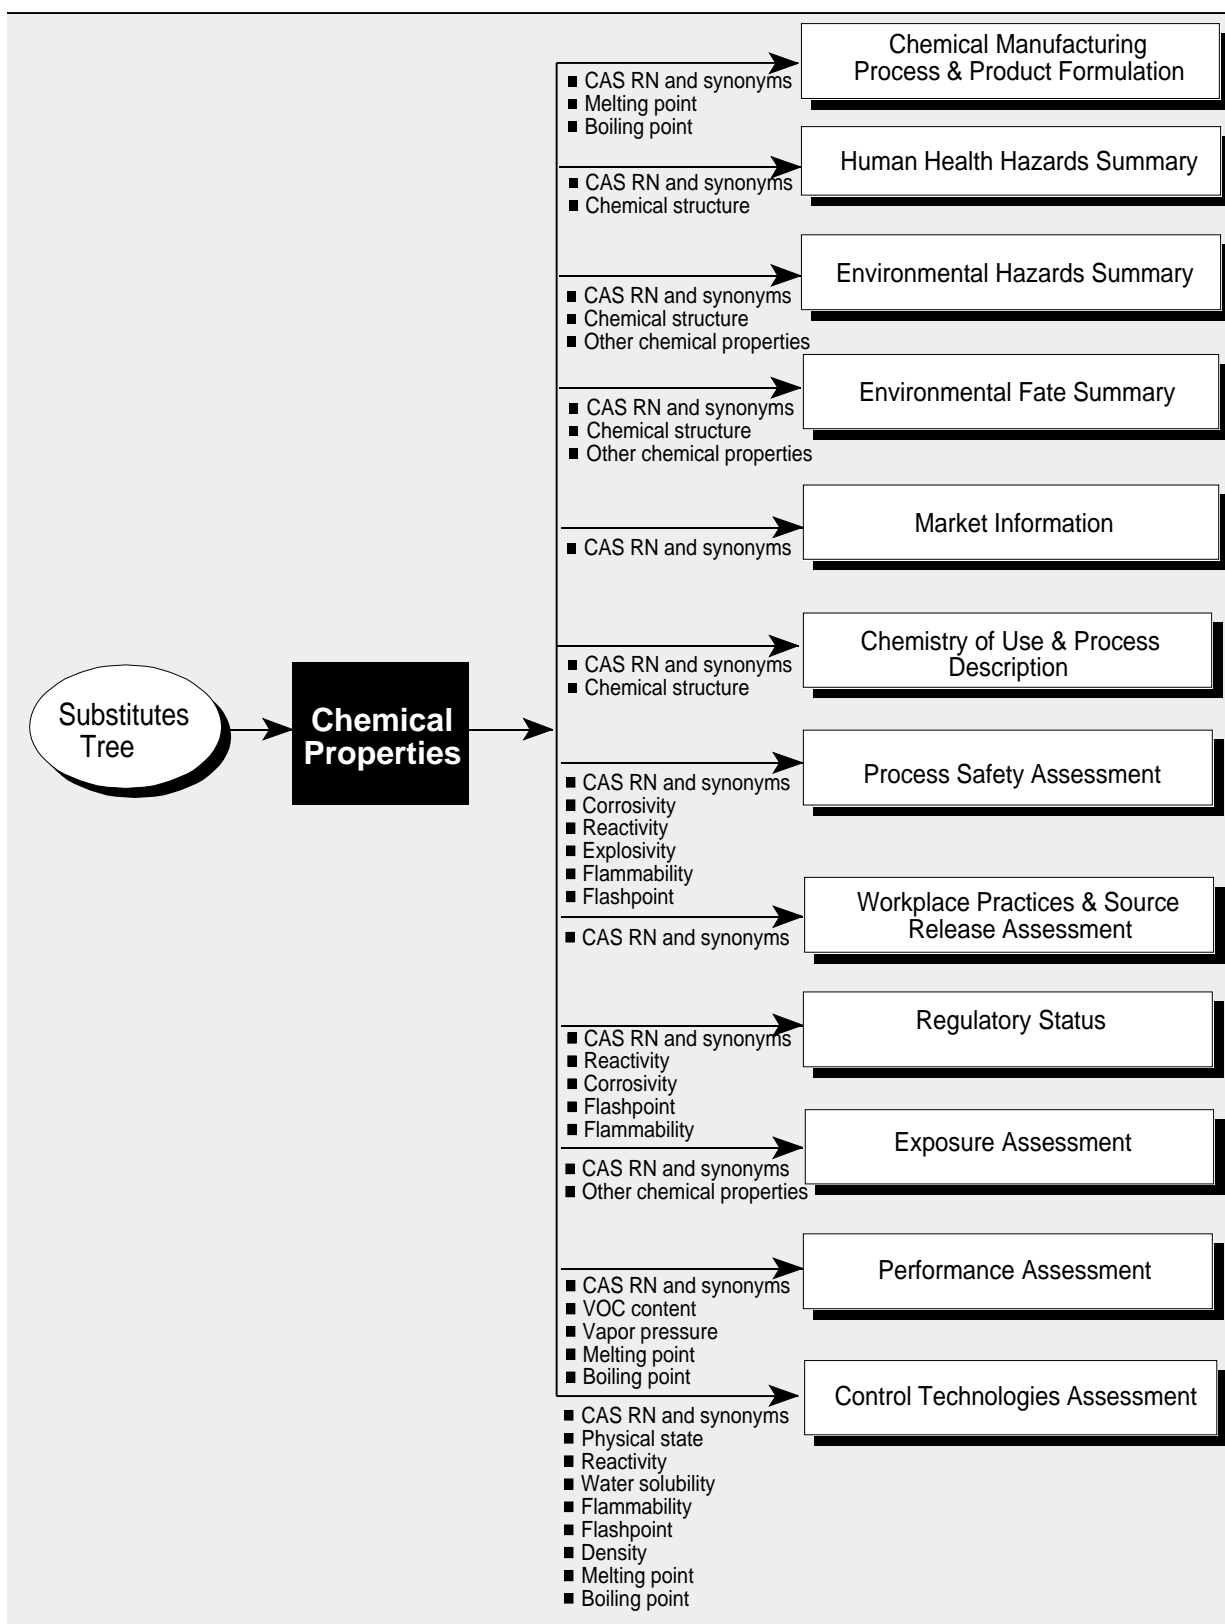 Chemical Manufacturing
Process & Product Formulation
■ CAS RN and synonyms
■ Melting point
■ Boiling point
Human Health Hazards Summary
■ CAS RN and synonyms
■ Chemical structure
Environmental Hazards Summary
■ CAS RN and synonyms
■ Chemical structure
■ Other chemical properties
Environmental Fate Summary
■ CAS RN and synonyms
■ Chemical structure
■ Other chemical properties
Market Information
■ CAS RN and synonyms
Chemistry of Use & Process
Description
■ CAS RN and synonyms
■ Chemical structure
Substitutes
Tree
Chemical
Properties
Process Safety Assessment
■ CAS RN and synonyms
■ Corrosivity
■ Reactivity
■ Explosivity
■ Flammability
■ Flashpoint
Workplace Practices & Source
Release Assessment
■ CAS RN and synonyms
Regulatory Status
■ CAS RN and synonyms
■ Reactivity
■ Corrosivity
■ Flashpoint
■ Flammability
Exposure Assessment
■ CAS RN and synonyms
■ Other chemical properties
Performance Assessment
■ CAS RN and synonyms
■ VOC content
■ Vapor pressure
■ Melting point
■ Boiling point
Control Technologies Assessment
■ CAS RN and synonyms
■ Physical state
■ Reactivity
■ Water solubility
■ Flammability
■ Flashpoint
■ Density
■ Melting point
■ Boiling point